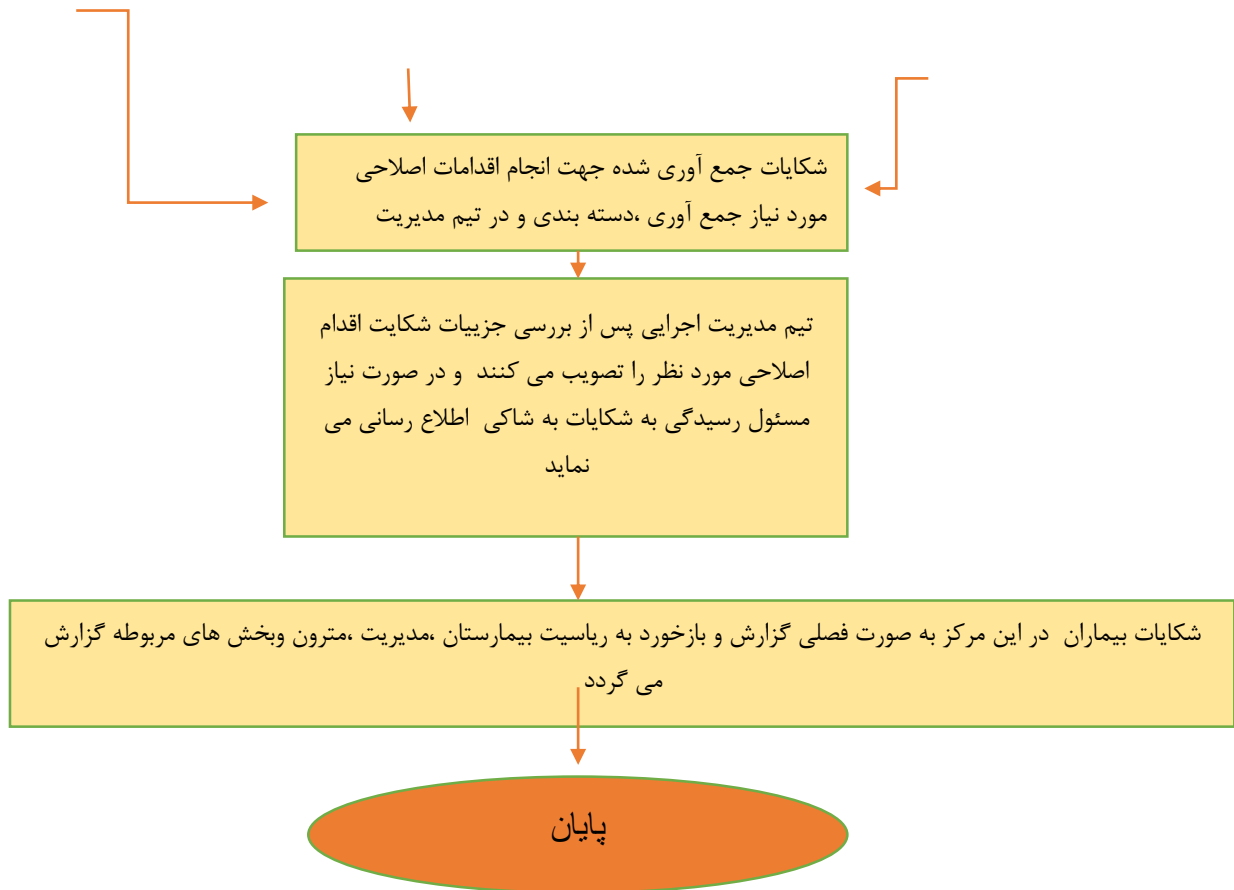 شکایات جمع آوری شده جهت انجام اقدامات اصلاحی
مورد نیاز جمع آوری ،دسته بندی و در تیم مدیریت
تیم مدیریت اجرایی پس از بررسی جزییات شکایت اقدام
اصلاحی مورد نظر را تصویب می کنند و در صورت نیاز
مسئول رسیدگی به شکایات به شاکی اطلاع رسانی می
نماید
شکایات بیماران در این مرکز به صورت فصلی گزارش و بازخورد به ریاسیت بیمارستان ،مدیریت ،مترون وبخش های مربوطه گزارش
می گردد
پایان